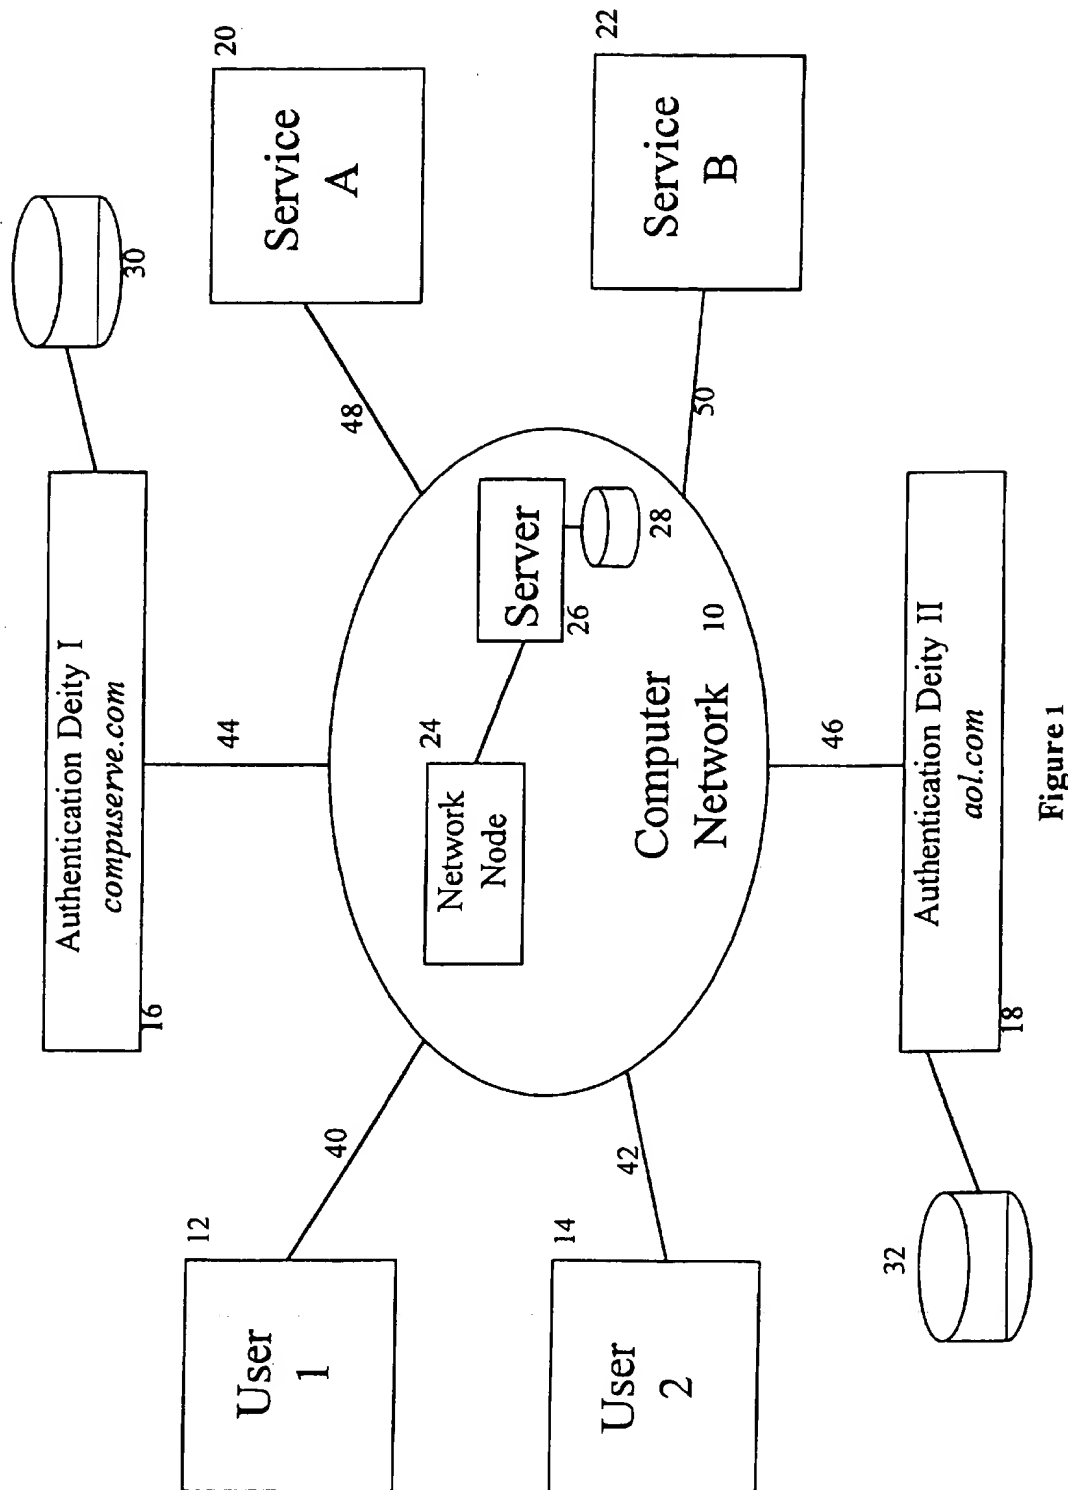 30
Authentication Deity I
compuserve.com
16
44
12
User
1
40
20
Service
A
48
24
Network
Node
Server
26
28
Computer
Network
10
14
User
2
42
22
Service
B
50
46
Authentication Deity II
aol.com
18
32
Figure 1